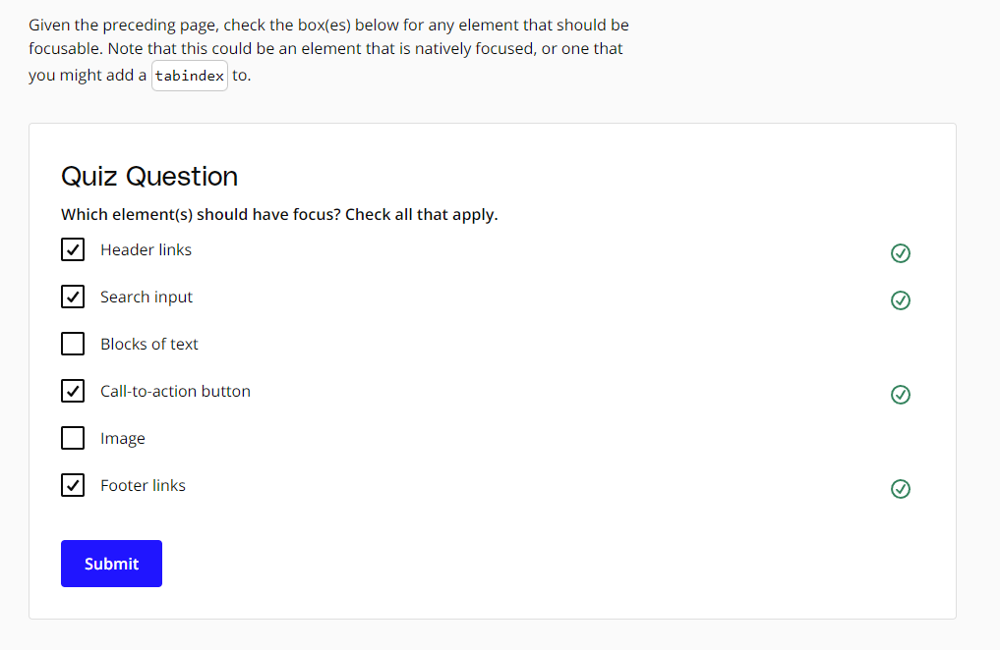 Given the preceding page, check the box(es) below for any element that should be
focusable. Note that this could be an element that is natively focused, or one that
you might add a tabindex to.
Quiz Question
Which element(s) should have focus? Check all that apply.
Header links
Search input
Blocks of text
Call-to-action button
Image
Footer links
Submit